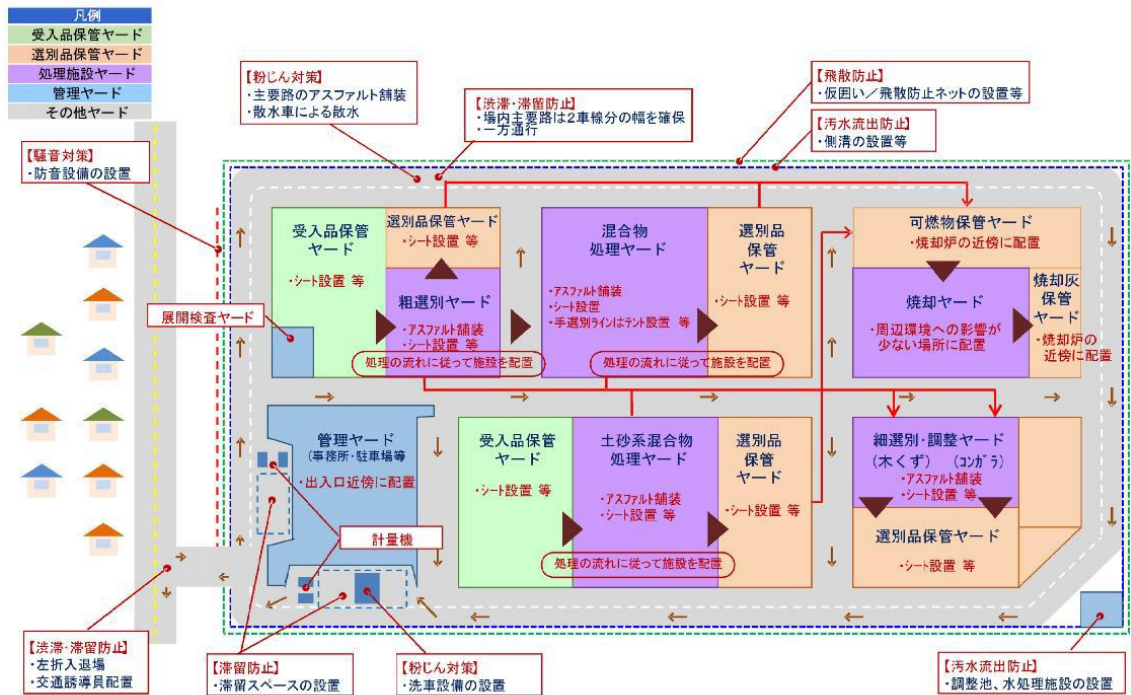 凡例
受入品保管ヤード
選別品保管ヤード
処理施設ヤード
管理ヤード
その他ヤード
【粉じん対策】
・主要路のアスファルト舗装
・散水車による散水
【渋滞・滞留防止】
・場内主要路は2車線分の幅を確保
・一方通行
【飛散防止】
・仮囲い／飛散防止ネットの設置等
【汚水流出防止】
・側溝の設置等
【騒音対策】
・防音設備の設置
受入品保管
ヤード
・シート設置 等
選別品保管ヤード
・シート設置 等
粗選別ヤード
・アスファルト舗装
・シート設置 等
処理の流れに従って施設を配置
混合物
処理ヤード
・アスファルト舗装
・シート設置
・手選別ラインはテント設置 等
選別品
保管
ヤード
・シート設置 等
処理の流れに従って施設を配置
可燃物保管ヤード
・焼却炉の近傍に配置
焼却ヤード
・周辺環境への影響が
少ない場所に配置
焼却灰
保管
ヤード
・焼却炉の
近傍に配置
展開検査ヤード
管理ヤード
(事務所・駐車場等)
・出入口近傍に配置
計量機
受入品保管
ヤード
・シート設置 等
土砂系混合物
処理ヤード
・アスファルト舗装
・シート設置 等
選別品
保管
ヤード
・シート設置 等
処理の流れに従って施設を配置
細選別・調整ヤード
(木くず) (コンガラ)
・アスファルト舗装
・シート設置 等
選別品保管ヤード
・シート設置 等
【渋滞・滞留防止】
・左折入退場
・交通誘導員配置
【滞留防止】
・滞留スペースの設置
【粉じん対策】
・洗車設備の設置
【汚水流出防止】
・調整池、水処理施設の設置